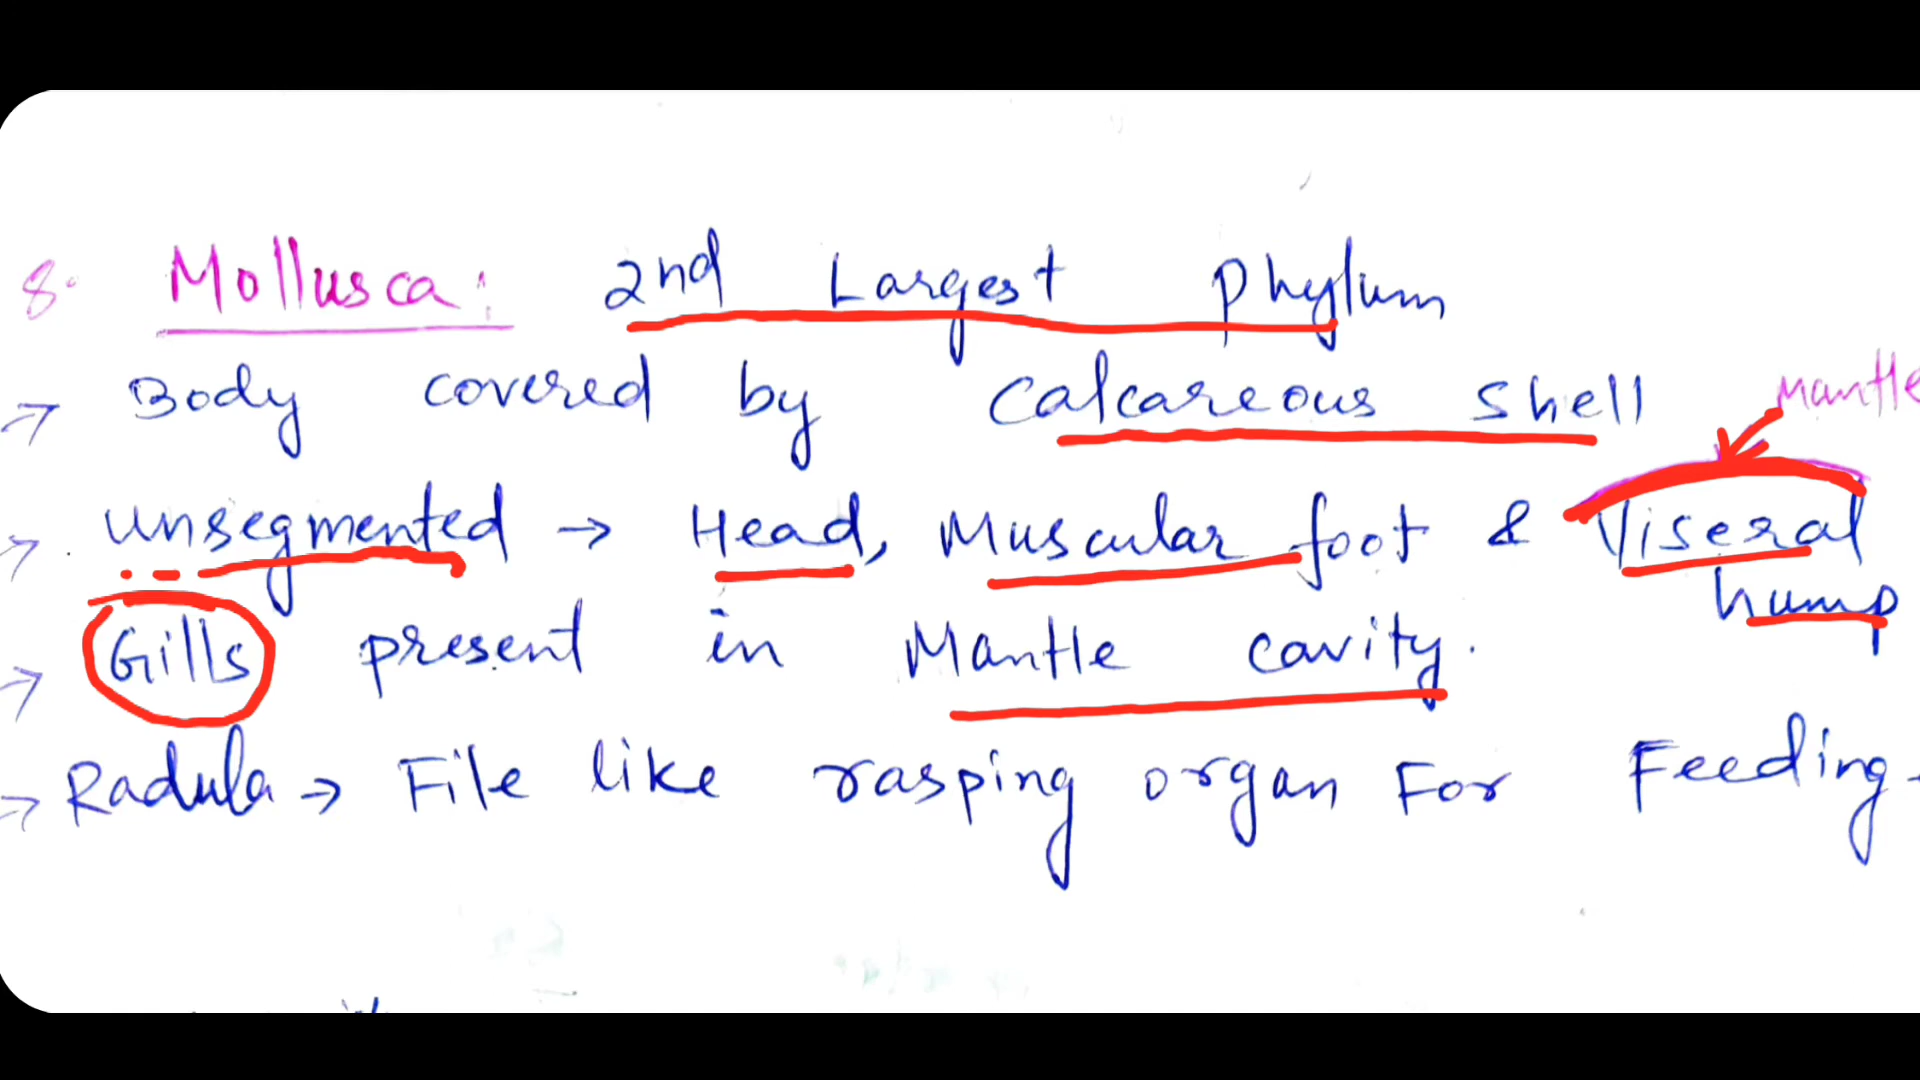 8. Mollusca: 2nd Largest Phylum
→ Body covered by Calcareous shell
Mantle
→ Unsegmented → Head, Muscular foot & Viseral
hump
→ Gills present in Mantle cavity.
→ Radula → File like rasping organ For Feeding.